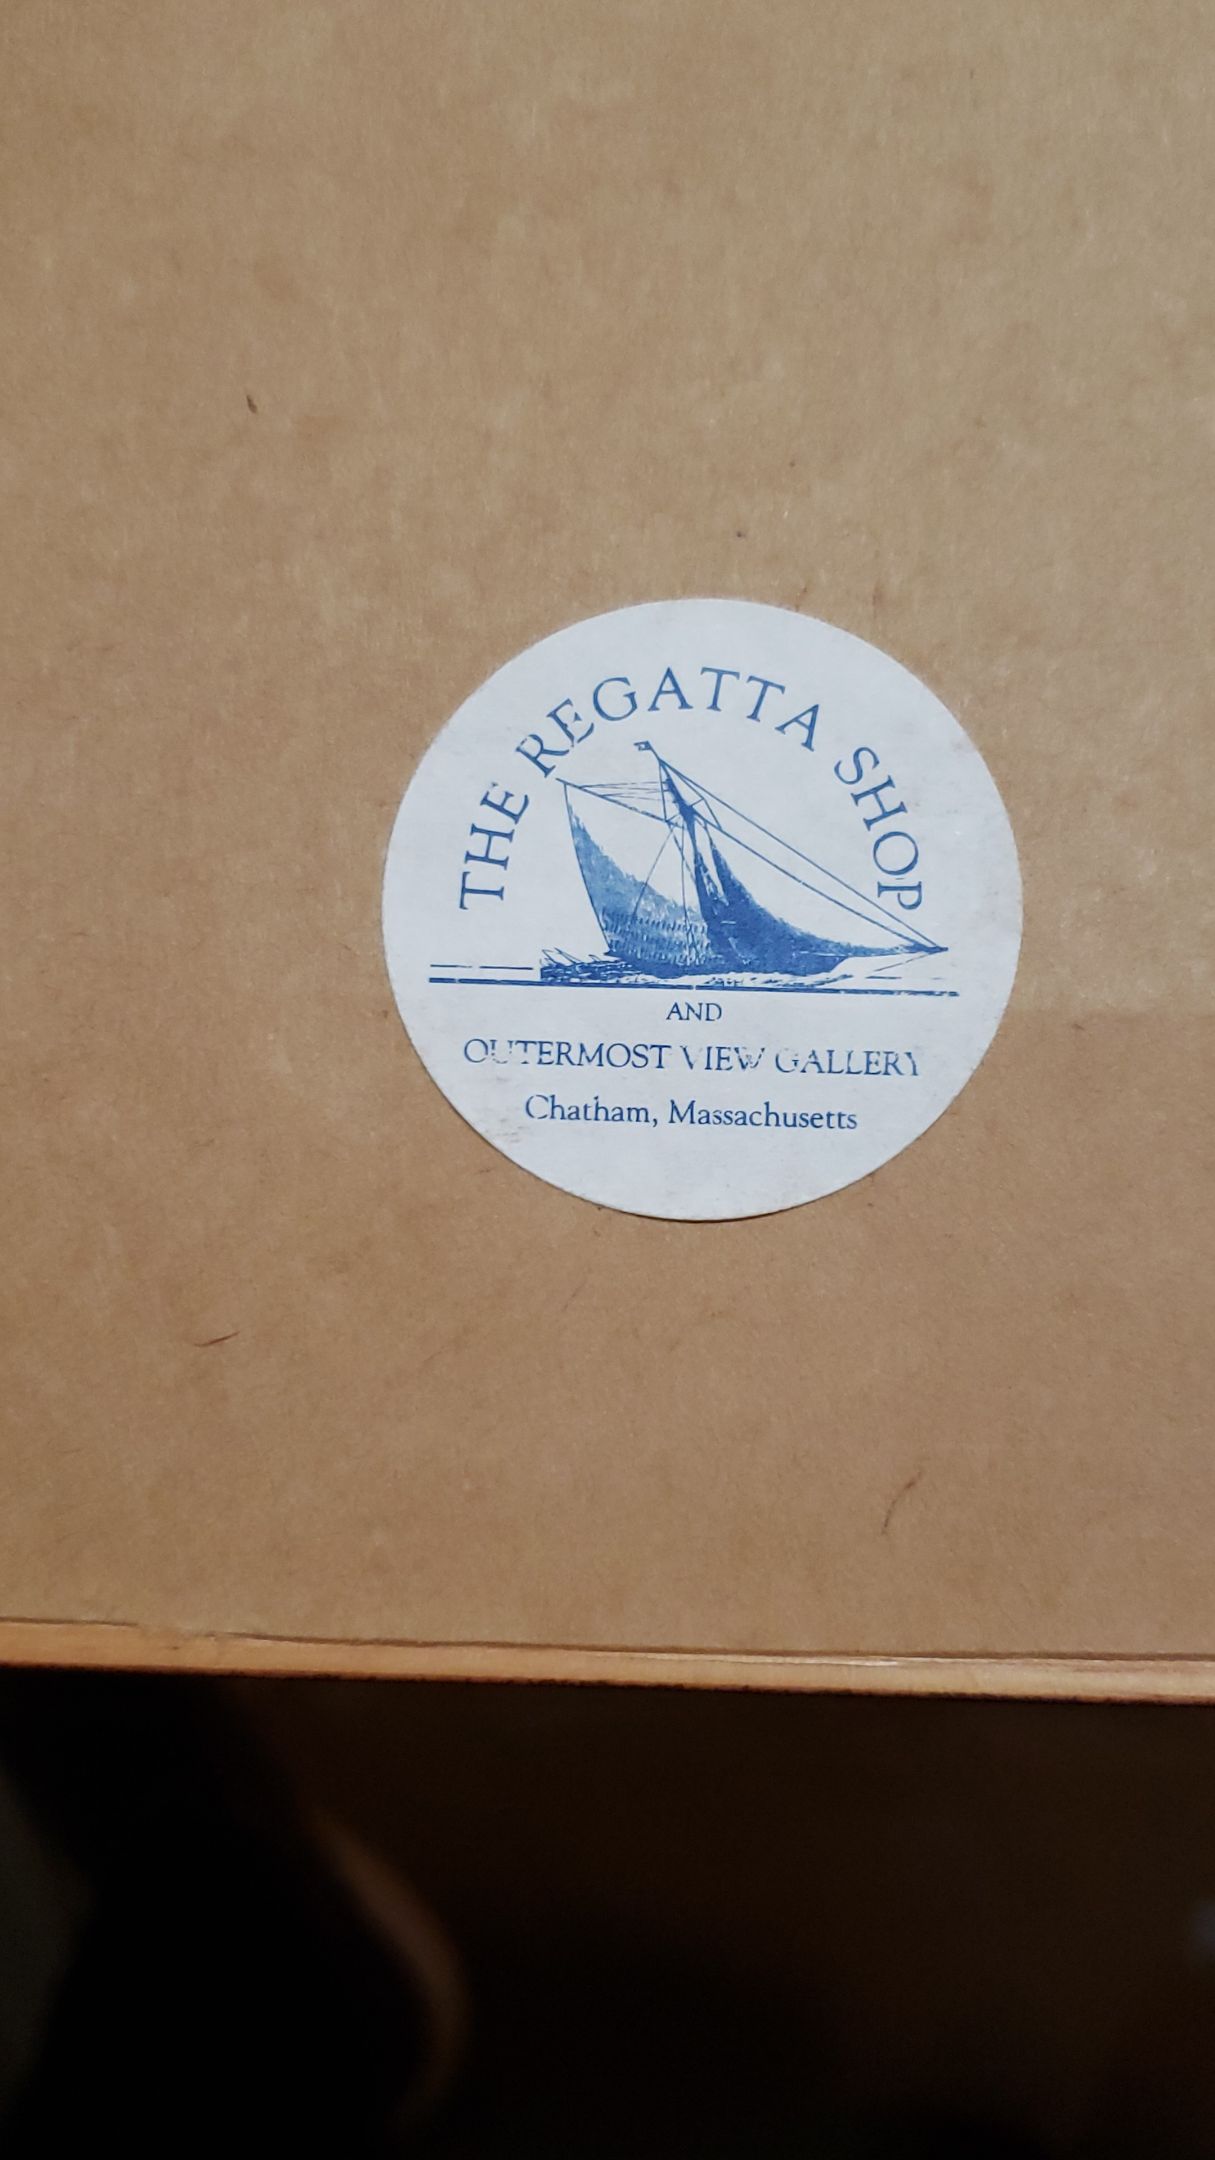 THE REGATTA SHOP
AND
OUTERMOST VIEW GALLERY
Chatham, Massachusetts